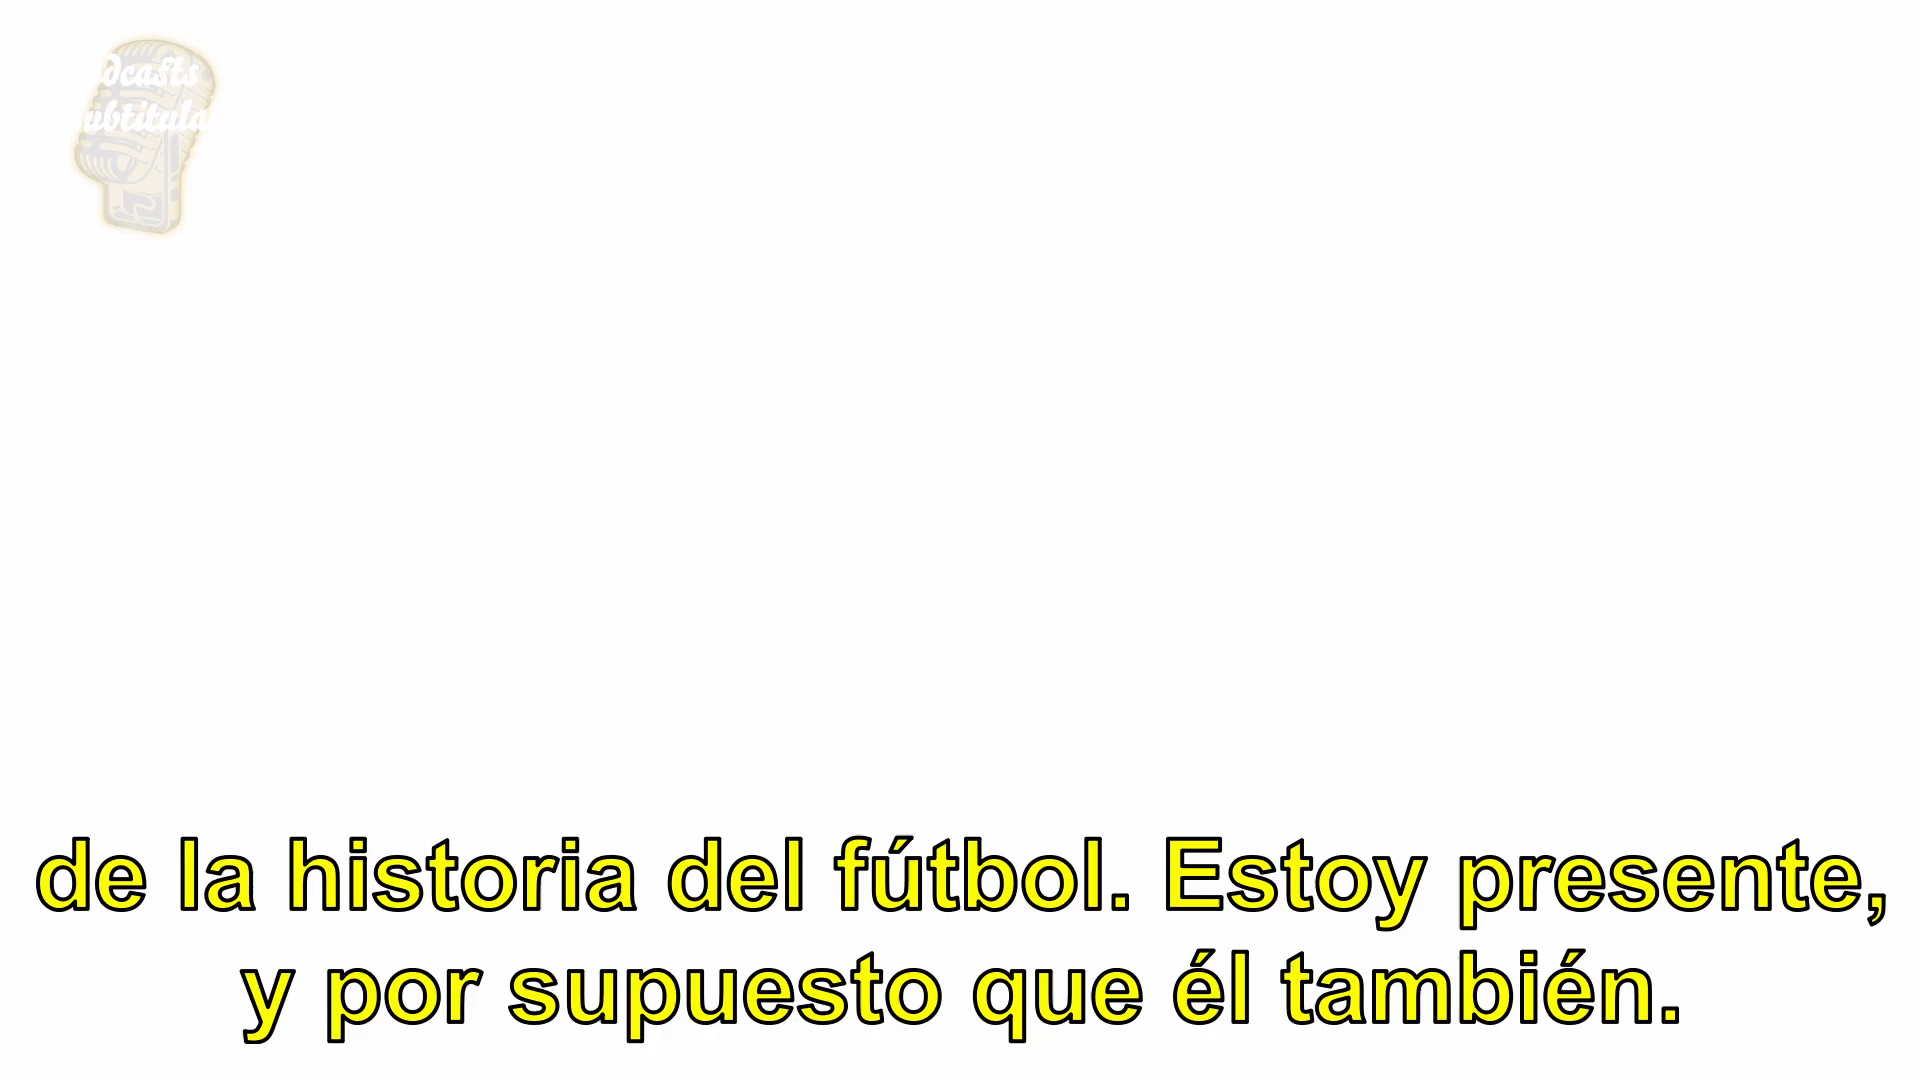 de la historia del fútbol. Estoy presente,
y por supuesto que él también.